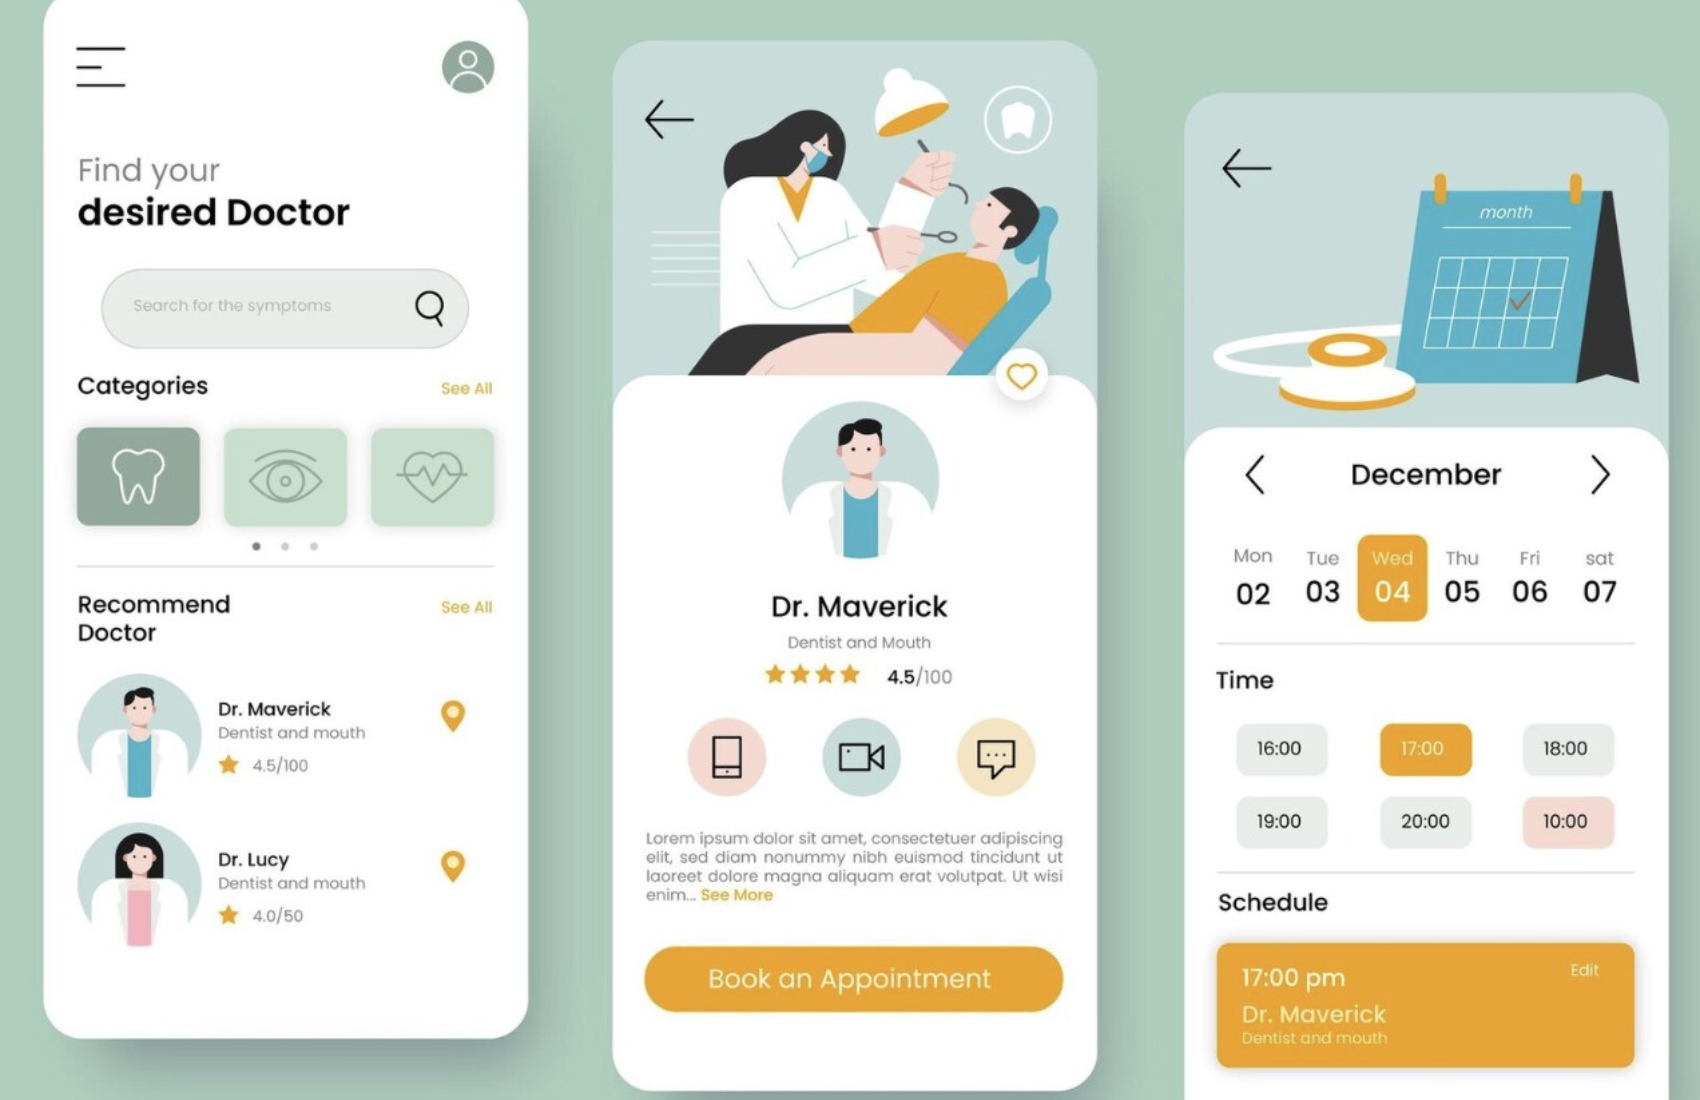 Find your
desired Doctor
Search for the symptoms
Categories
See All
Recommend
Doctor
See All
Dr. Maverick
Dentist and mouth
4.5/100
Dr. Lucy
Dentist and mouth
4.0/50
Dr. Maverick
Dentist and Mouth
4.5/100
Lorem ipsum dolor sit amet, consectetuer adipiscing
elit, sed diam nonummy nibh euismod tincidunt ut
laoreet dolore magna aliquam erat volutpat. Ut wisi
enim... See More
Book an Appointment
month
December
Mon Tue Wed Thu Fri sat
02 03 04 05 06 07
Time
16:00 17:00 18:00
19:00 20:00 10:00
Schedule
17:00 pm
Edit
Dr. Maverick
Dentist and mouth